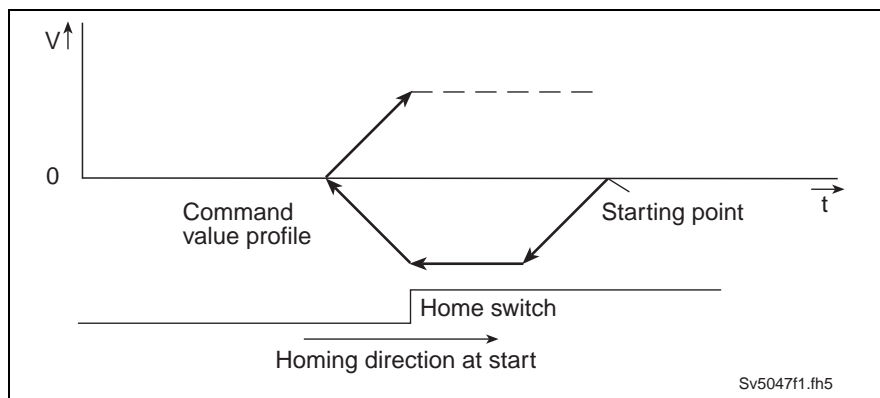 V
0
Command
value profile
Starting point
t
Home switch
Homing direction at start
Sv5047f1.fh5